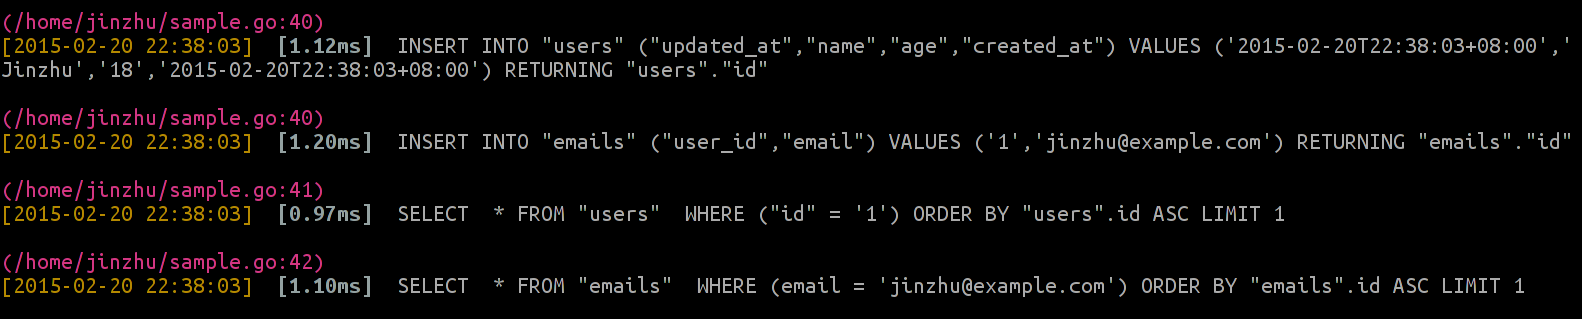 (/home/jinzhu/sample.go:40)
[2015-02-20 22:38:03]  [1.12ms]  INSERT INTO "users" ("updated_at","name","age","created_at") VALUES ('2015-02-20T22:38:03+08:00','
Jinzhu','18','2015-02-20T22:38:03+08:00') RETURNING "users"."id"
(/home/jinzhu/sample.go:40)
[2015-02-20 22:38:03]  [1.20ms]  INSERT INTO "emails" ("user_id","email") VALUES ('1','jinzhu@example.com') RETURNING "emails"."id"
(/home/jinzhu/sample.go:41)
[2015-02-20 22:38:03]  [0.97ms]  SELECT  * FROM "users"  WHERE ("id" = '1') ORDER BY "users".id ASC LIMIT 1
(/home/jinzhu/sample.go:42)
[2015-02-20 22:38:03]  [1.10ms]  SELECT  * FROM "emails"  WHERE (email = 'jinzhu@example.com') ORDER BY "emails".id ASC LIMIT 1